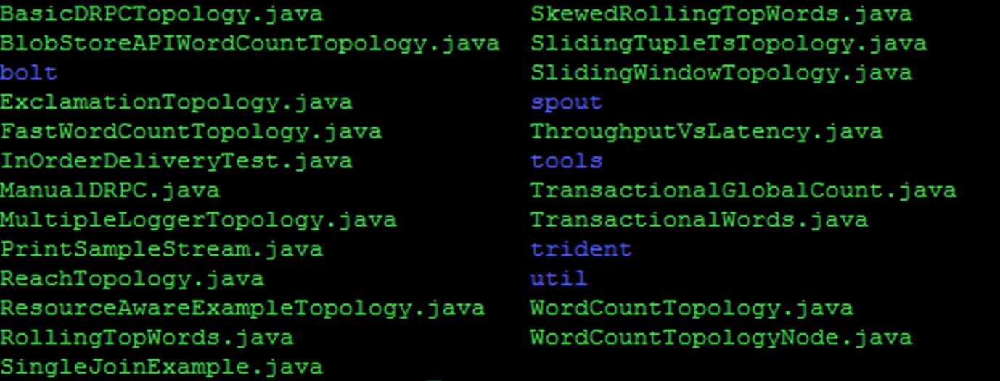 BasicDRPCTopology.java SkewedRollingTopWords.java
BlobStoreAPIWordCountTopology.java SlidingTupleTsTopology.java
bolt SlidingWindowTopology.java
ExclamationTopology.java spout
FastWordCountTopology.java ThroughputVsLatency.java
InOrderDeliveryTest.java tools
ManualDRPC.java TransactionalGlobalCount.java
MultipleLoggerTopology.java TransactionalWords.java
PrintSampleStream.java trident
ReachTopology.java util
ResourceAwareExampleTopology.java WordCountTopology.java
RollingTopWords.java WordCountTopologyNode.java
SingleJoinExample.java